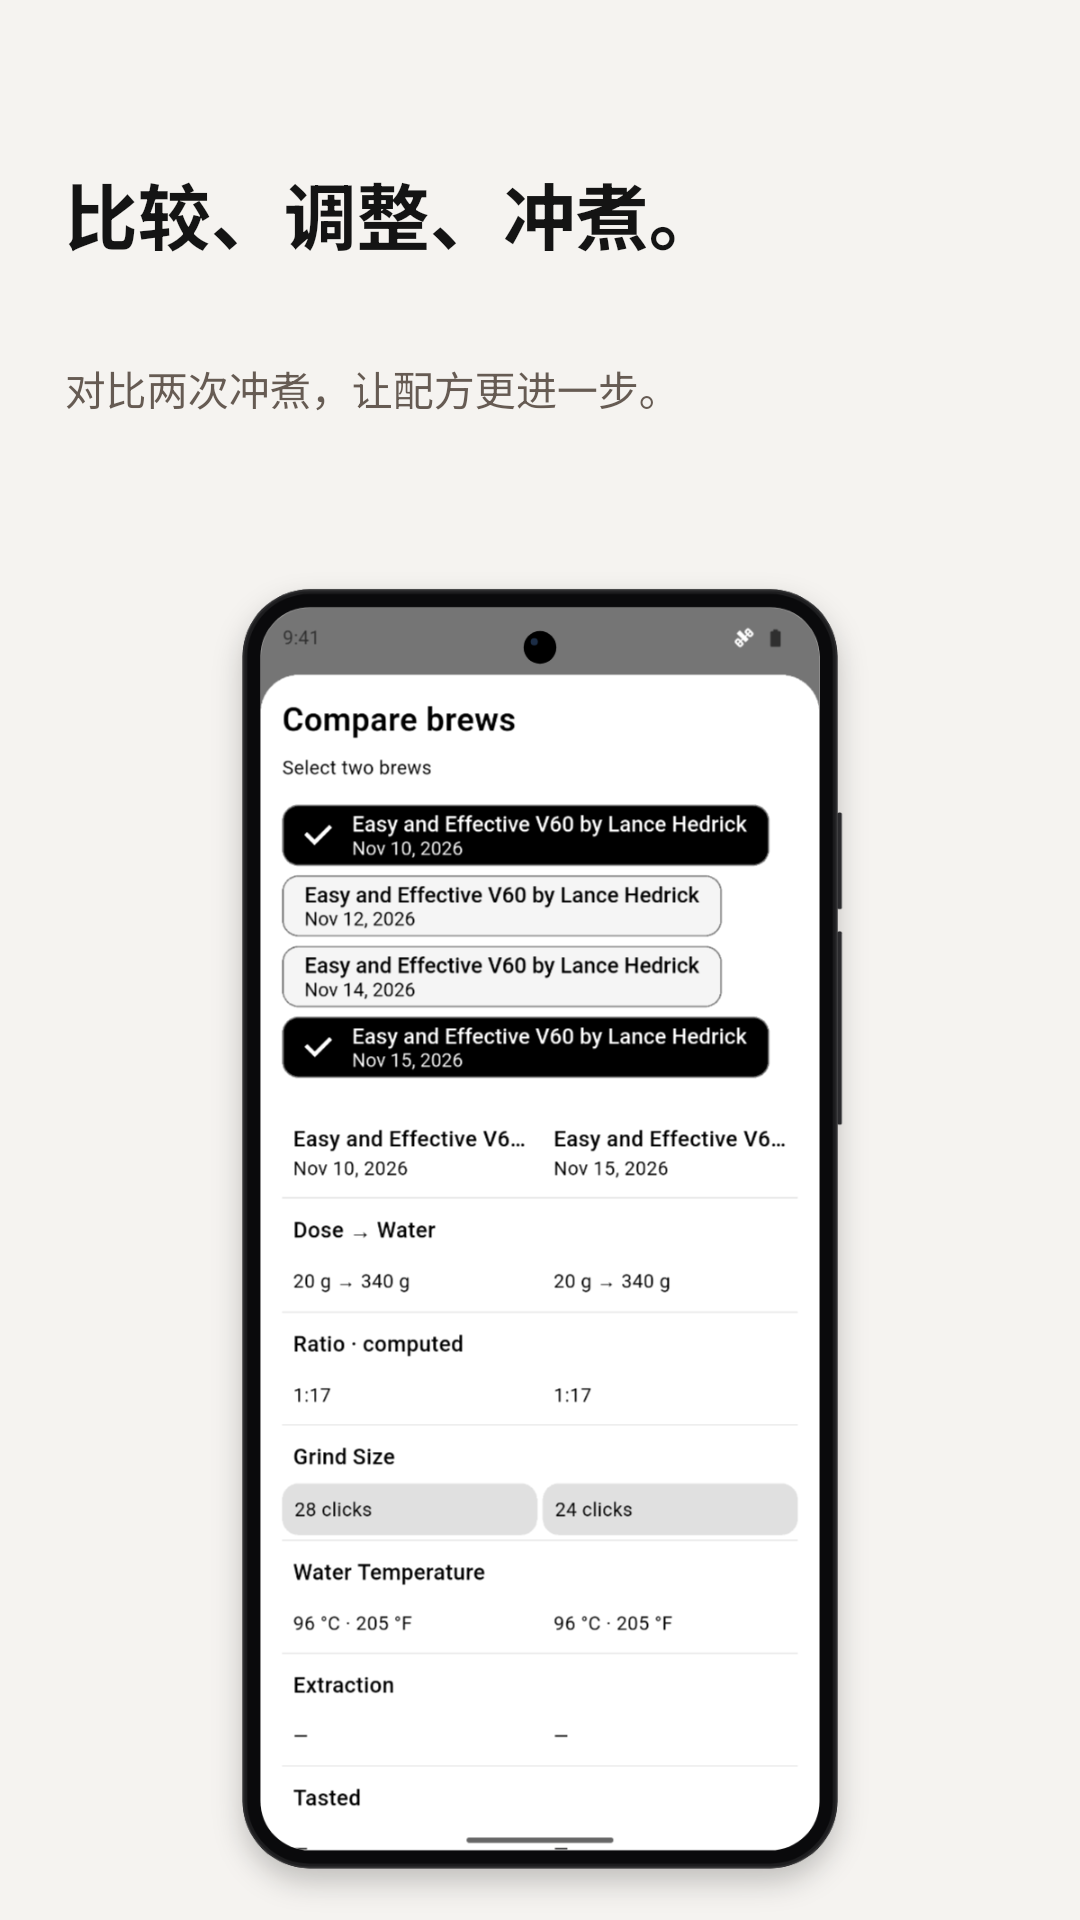 比较、调整、冲煮。
对比两次冲煮，让配方更进一步。
9:41
Compare brews
Select two brews
Easy and Effective V60 by Lance Hedrick
Nov 10, 2026
Easy and Effective V60 by Lance Hedrick
Nov 12, 2026
Easy and Effective V60 by Lance Hedrick
Nov 14, 2026
Easy and Effective V60 by Lance Hedrick
Nov 15, 2026
Easy and Effective V6... Easy and Effective V6...
Nov 10, 2026 Nov 15, 2026
Dose → Water
20 g → 340 g 20 g → 340 g
Ratio · computed
1:17 1:17
Grind Size
28 clicks 24 clicks
Water Temperature
96 °C · 205 °F 96 °C · 205 °F
Extraction
— —
Tasted